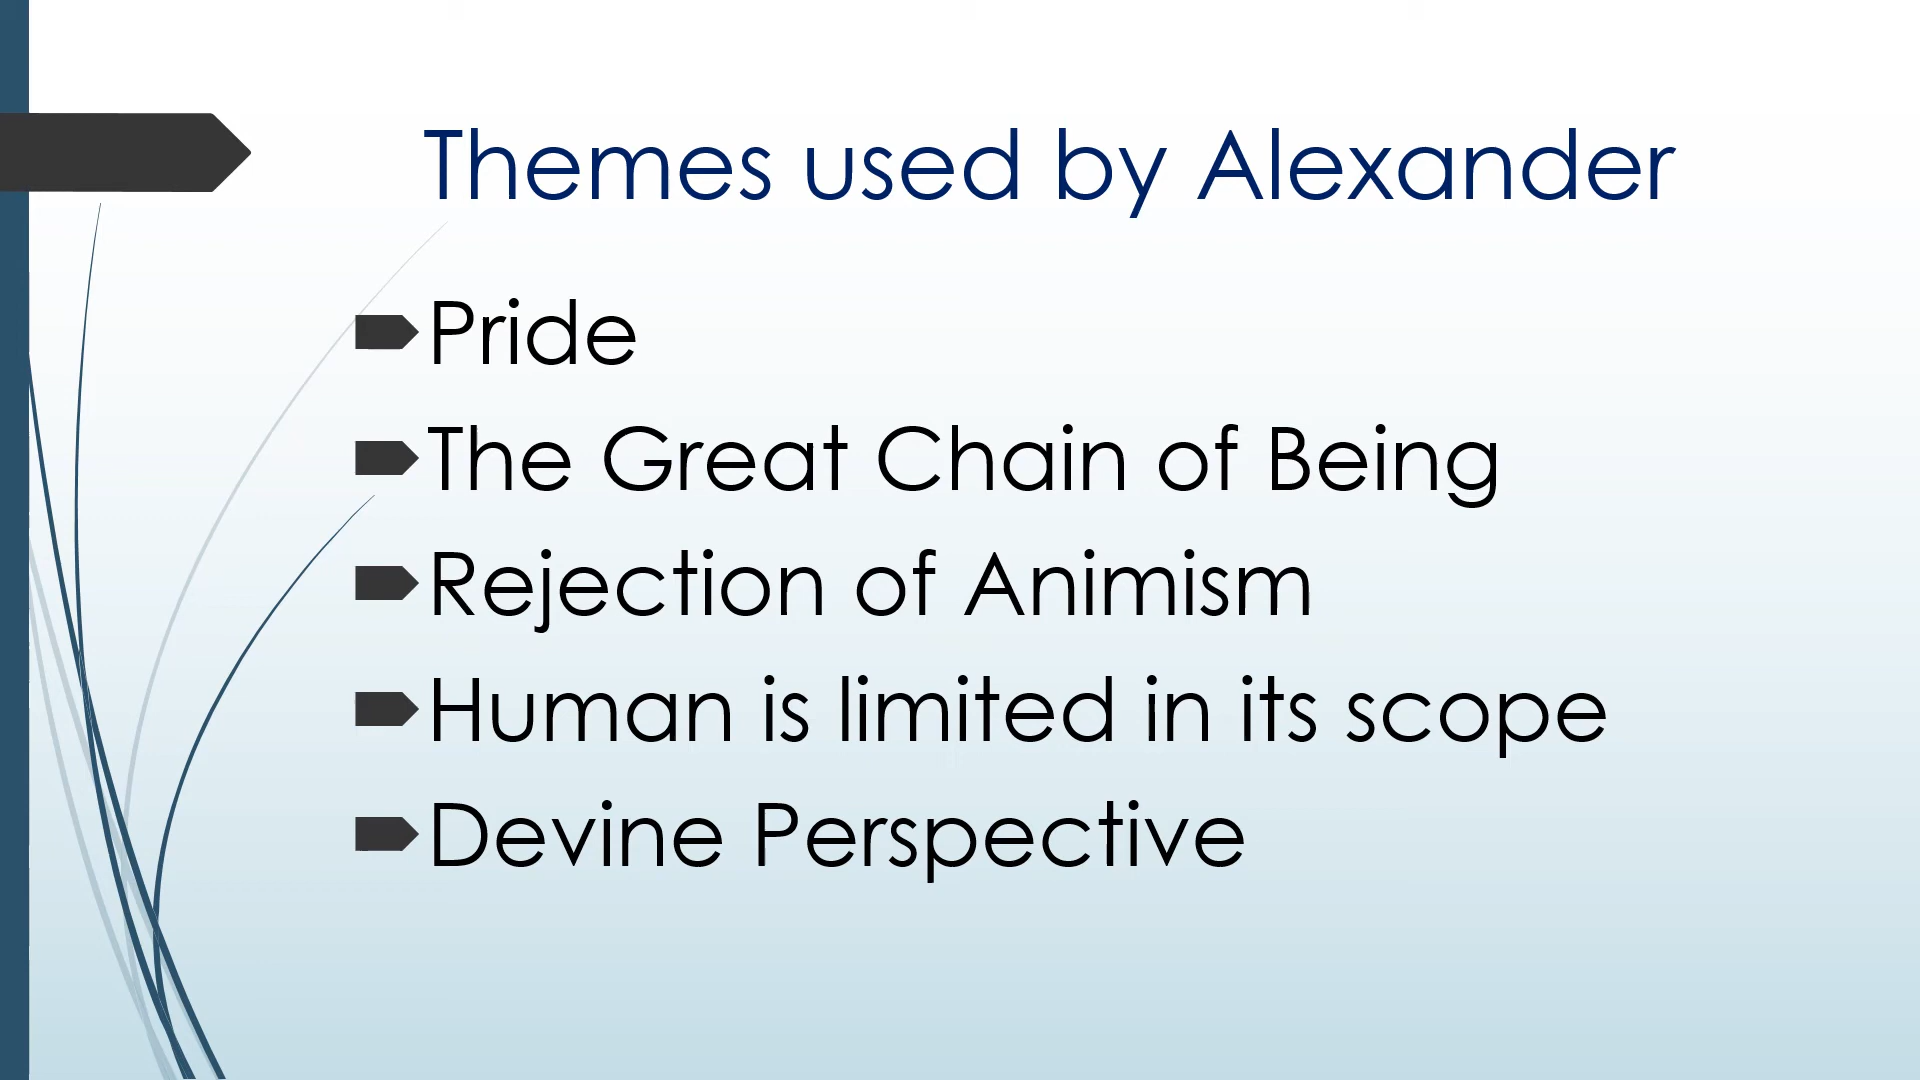 Themes used by Alexander
Pride
The Great Chain of Being
Rejection of Animism
Human is limited in its scope
Devine Perspective